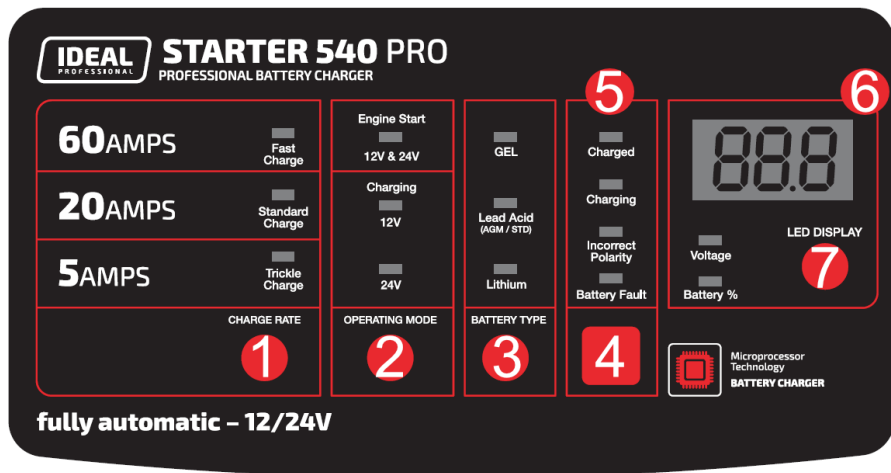 IDEAL
PROFESSIONAL
STARTER 540 PRO
PROFESSIONAL BATTERY CHARGER
60AMPS
Fast
Charge
20AMPS
Standard
Charge
5AMPS
Trickle
Charge
CHARGE RATE
1
Engine Start
12V & 24V
Charging
12V
24V
OPERATING MODE
2
GEL
Lead Acid
(AGM / STD)
Lithium
BATTERY TYPE
3
5
Charged
Charging
Incorrect
Polarity
Battery Fault
4
6
88.8
Voltage
Battery %
LED DISPLAY
7
Microprocessor
Technology
BATTERY CHARGER
fully automatic – 12/24V